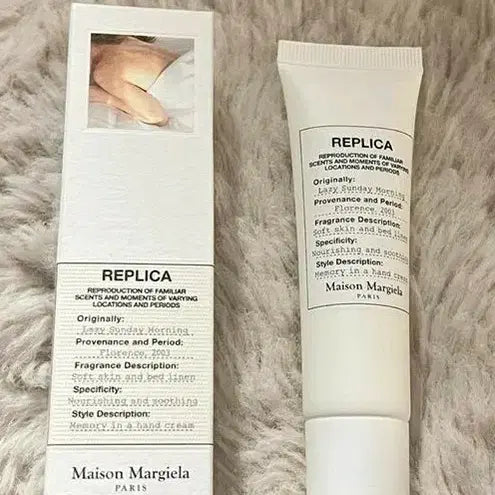 REPLICA
REPRODUCTION OF FAMILIAR
SCENTS AND MOMENTS OF VARYING
LOCATIONS AND PERIODS
Originally:
Lazy Sunday Morning
Provenance and Period:
Florence, 2003
Fragrance Description:
Soft skin and bed linen
Specificity:
Nourishing and soothing
Style Description:
Memory in a hand cream
Maison Margiela
PARIS
REPLICA
REPRODUCTION OF FAMILIAR
SCENTS AND MOMENTS OF VARYING
LOCATIONS AND PERIODS
Originally:
Lazy Sunday Morning
Provenance and Period:
Florence, 2003
Fragrance Description:
Soft skin and bed linen
Specificity:
Nourishing and soothing
Style Description:
Memory in a hand cream
Maison Margiela
PARIS